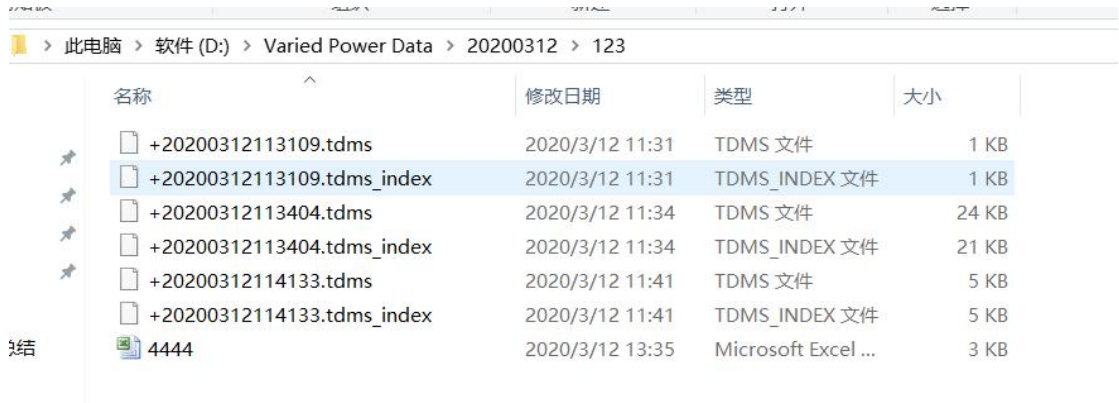 此电脑 > 软件 (D:) > Varied Power Data > 20200312 > 123
名称 修改日期 类型 大小
+20200312113109.tdms 2020/3/12 11:31 TDMS 文件 1 KB
+20200312113109.tdms_index 2020/3/12 11:31 TDMS_INDEX 文件 1 KB
+20200312113404.tdms 2020/3/12 11:34 TDMS 文件 24 KB
+20200312113404.tdms_index 2020/3/12 11:34 TDMS_INDEX 文件 21 KB
+20200312114133.tdms 2020/3/12 11:41 TDMS 文件 5 KB
+20200312114133.tdms_index 2020/3/12 11:41 TDMS_INDEX 文件 5 KB
结 4444 2020/3/12 13:35 Microsoft Excel ... 3 KB